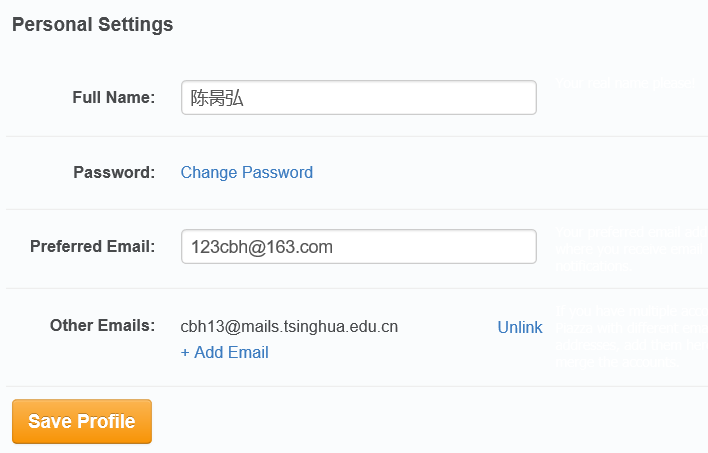 Personal Settings
Full Name: 陈昺弘
Password: Change Password
Preferred Email: 123cbh@163.com
Other Emails: cbh13@mails.tsinghua.edu.cn Unlink
+ Add Email
Save Profile